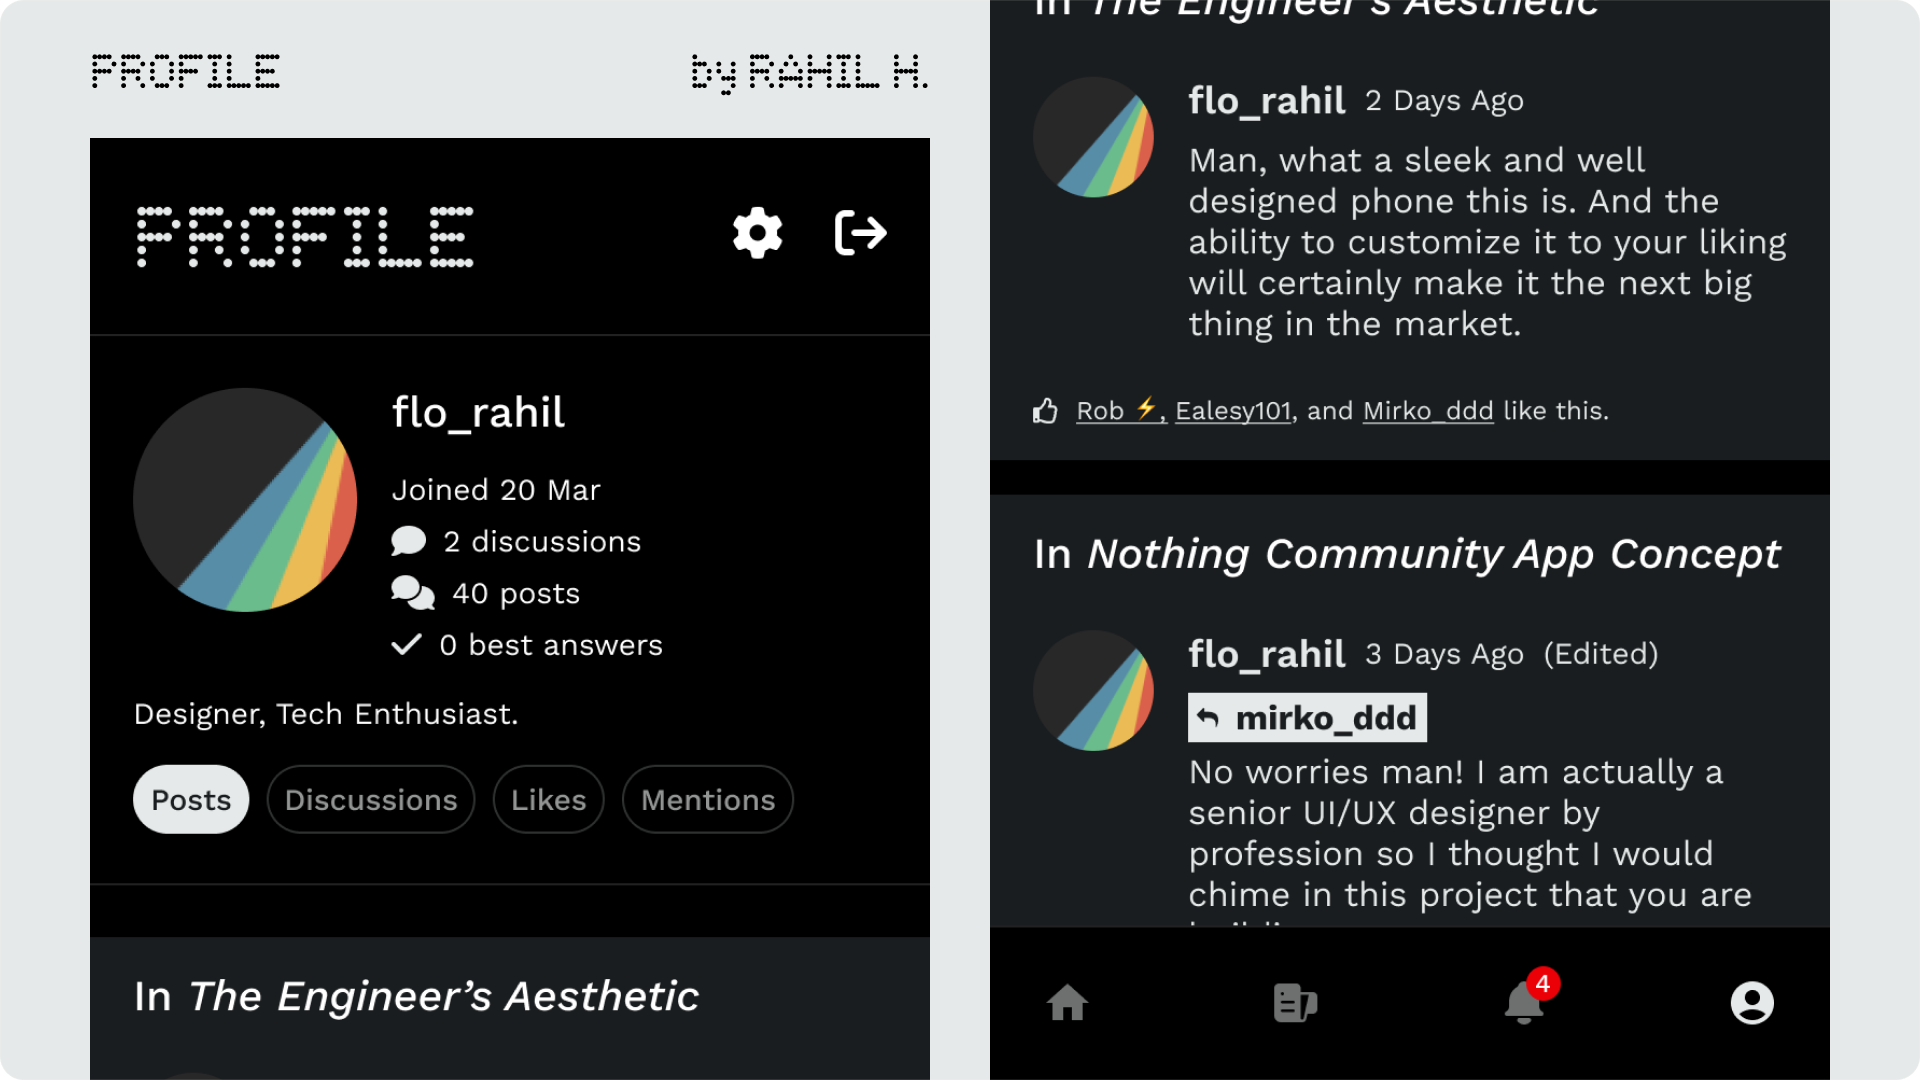 PROFILE
by RAHIL H.
PROFILE
flo_rahil
Joined 20 Mar
2 discussions
40 posts
0 best answers
Designer, Tech Enthusiast.
Posts
Discussions
Likes
Mentions
In The Engineer’s Aesthetic
In The Engineer’s Aesthetic
flo_rahil 2 Days Ago
Man, what a sleek and well
designed phone this is. And the
ability to customize it to your liking
will certainly make it the next big
thing in the market.
Rob ⚡, Ealesy101, and Mirko_ddd like this.
In Nothing Community App Concept
flo_rahil 3 Days Ago (Edited)
mirko_ddd
No worries man! I am actually a
senior UI/UX designer by
profession so I thought I would
chime in this project that you are
4